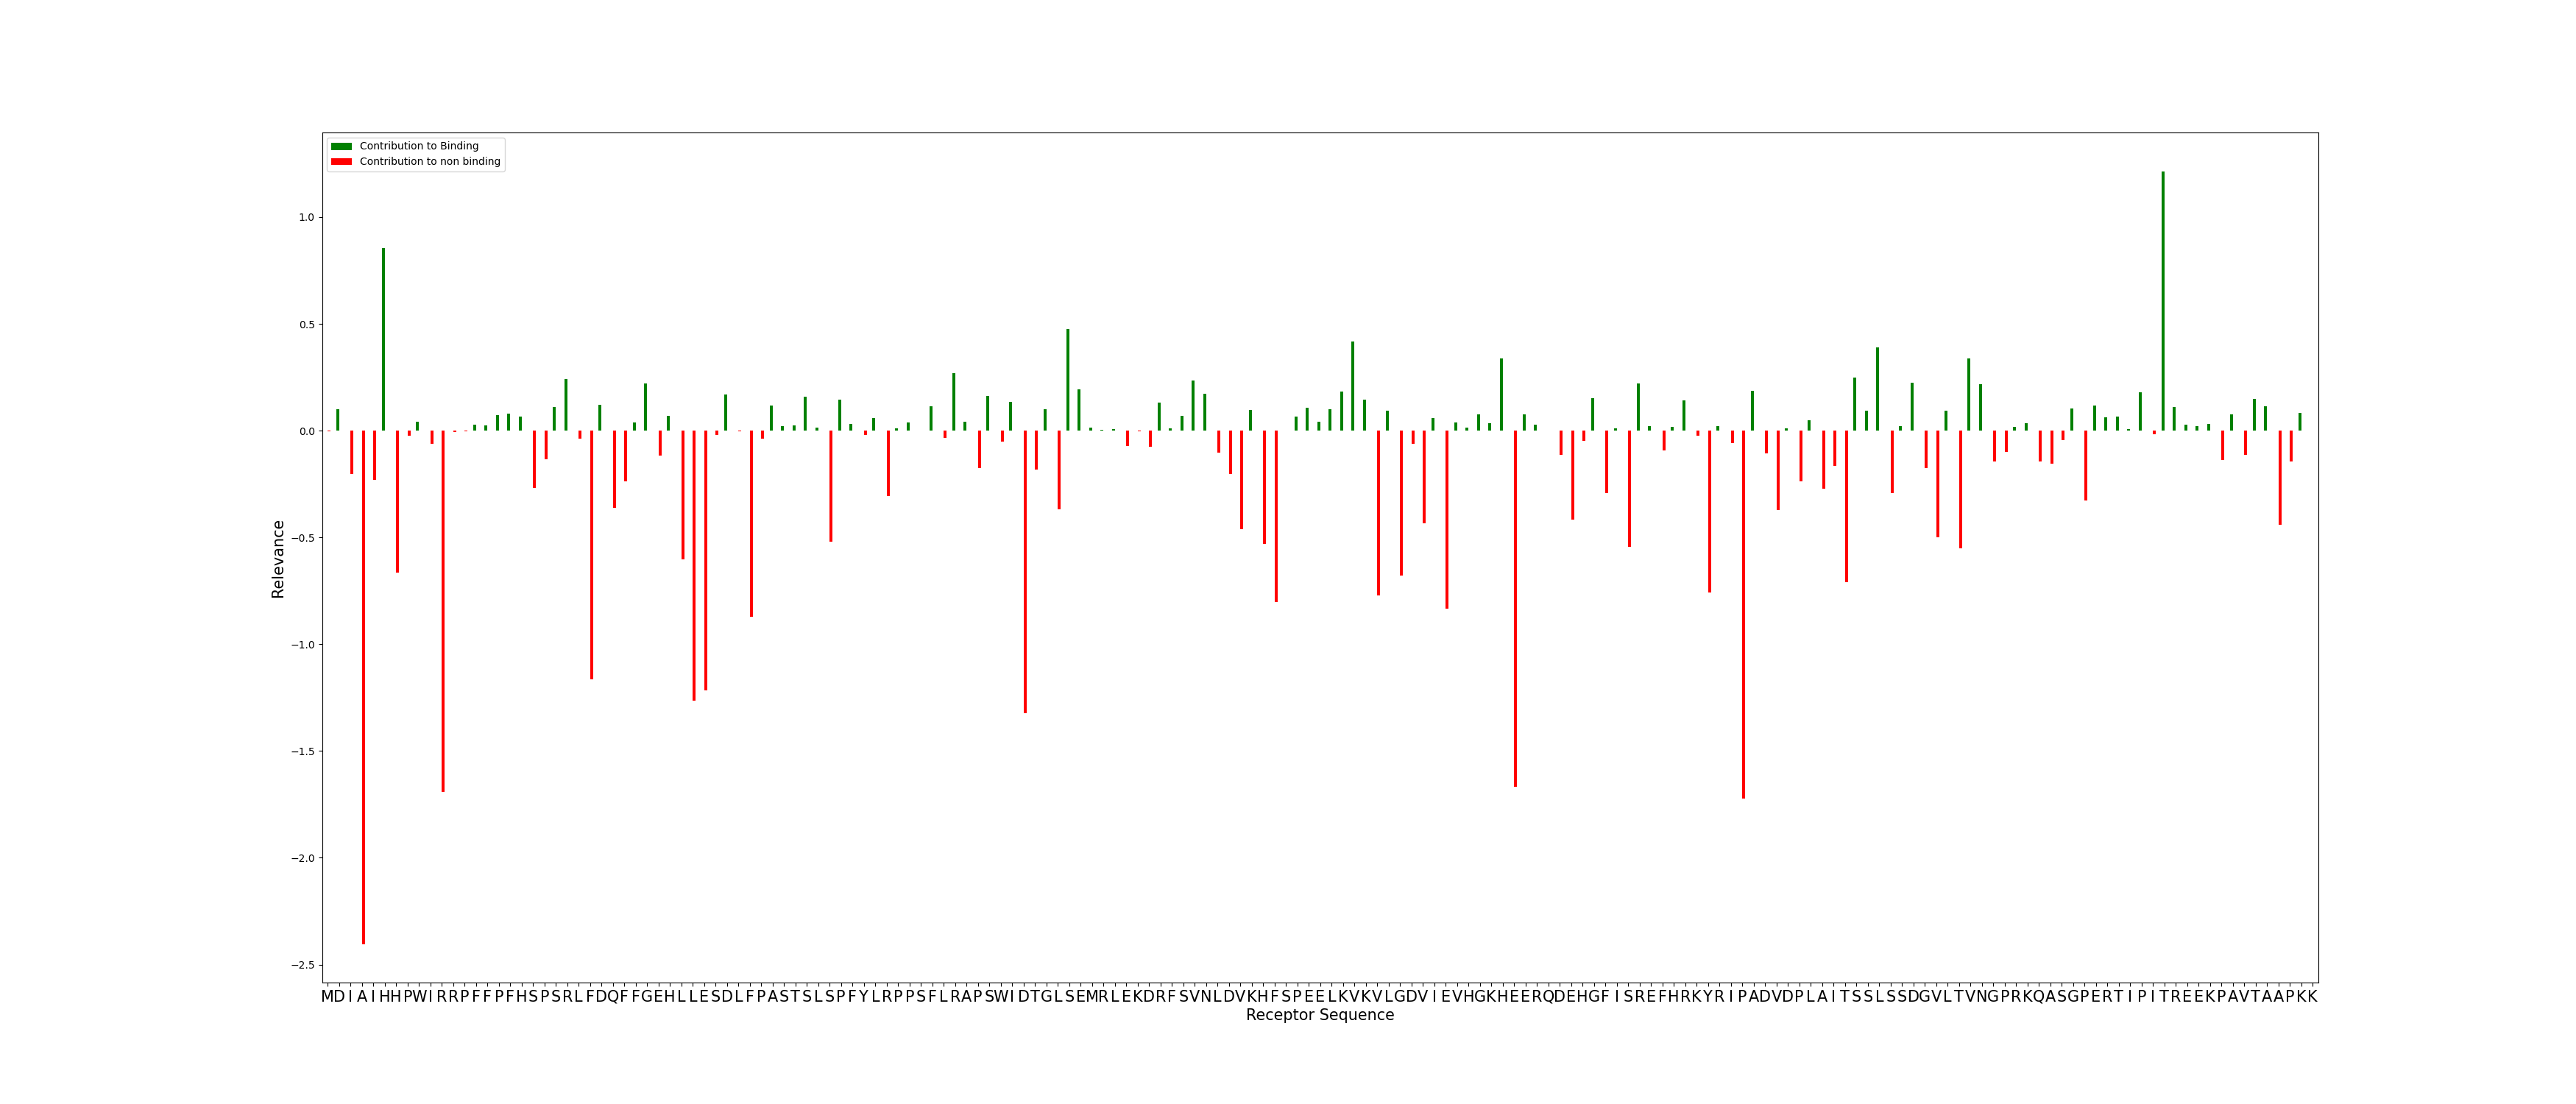 Contribution to Binding
Contribution to non binding
1.0
0.5
0.0
−0.5
−1.0
−1.5
−2.0
−2.5
Relevance
MDIAIHHPWIRRPFFPFHSPSRLFDQFFGEHLLESDLFPASTSLSPFYLRPPSFLRAPSWIDTGLSEMRLEKDRFSVNLDVKHFSPEELKVKVLGDVIEVHGKHEERQDEHGFISREFHRKYRIPADVDPLAITSSLSSDGVLTVNGPRKQASGPERTIPITREEKPAVTAAPKK
Receptor Sequence